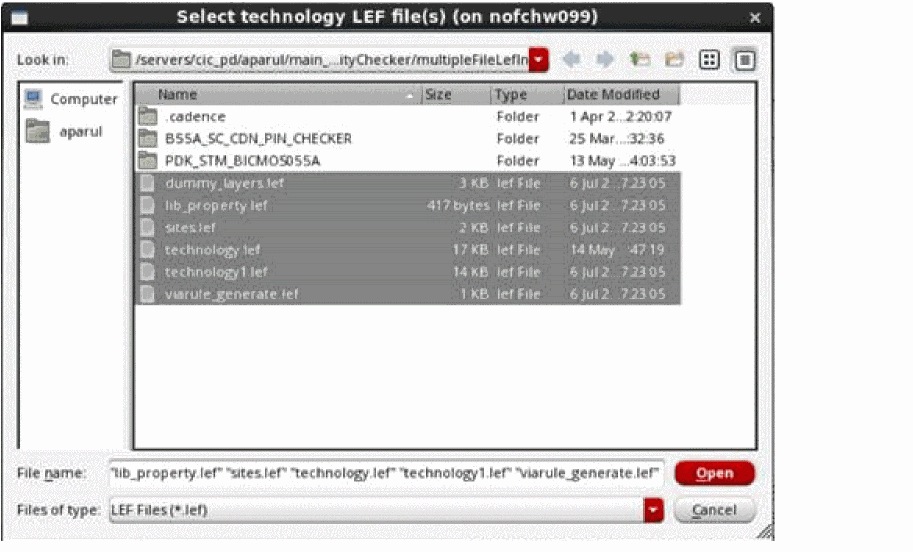 Select technology LEF file(s) (on nofchw099)
Look in: /servers/cic_pd/aparul/main_...ityChecker/multipleFileLefIn
Computer
aparul
Name Size Type Date Modified
.cadence Folder 1 Apr 2...2:20:07
B55A_SC_CDN_PIN_CHECKER Folder 25 Mar...:32:36
PDK_STM_BICMOS055A Folder 13 May ...4:03:53
dummy_layers.lef 3 KB lef File 6 Jul 2...7:23:05
lib_property.lef 417 bytes lef File 6 Jul 2...7:23:05
sites.lef 2 KB lef File 6 Jul 2...7:23:05
technology.lef 17 KB lef File 14 May ...:47:19
technology1.lef 14 KB lef File 6 Jul 2...7:23:05
viarule_generate.lef 1 KB lef File 6 Jul 2...7:23:05
File name: "lib_property.lef" "sites.lef" "technology.lef" "technology1.lef" "viarule_generate.lef" Open
Files of type: LEF Files (*.lef) Cancel